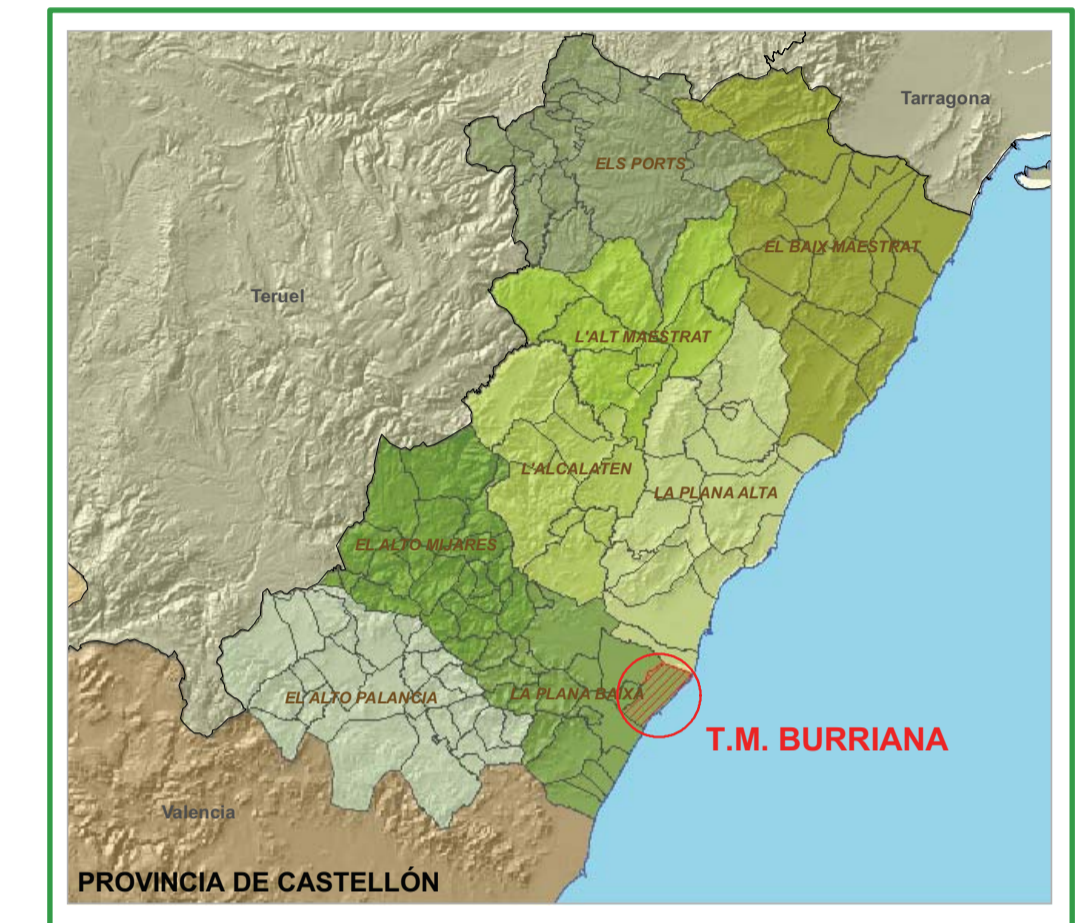 Tarragona
ELS PORTS
EL BAIX MAESTRAT
Teruel
L'ALT MAESTRAT
L'ALCALATEN
LA PLANA ALTA
EL ALTO MIJARES
EL ALTO PALANCIA
LA PLANA BAIXA
T.M. BURRIANA
Valencia
PROVINCIA DE CASTELLÓN